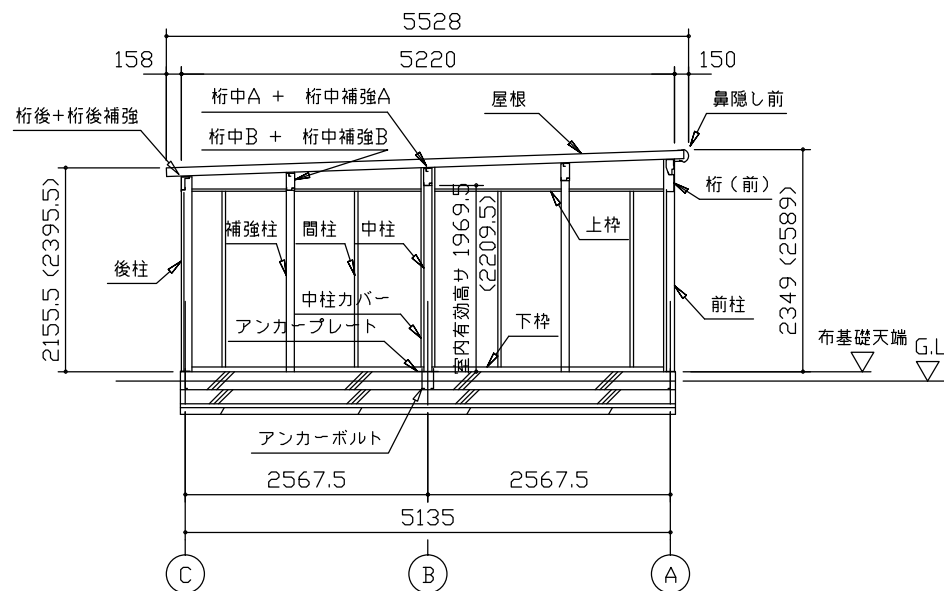 5528
158
5220
150
桁中A + 桁中補強A
屋根
鼻隠し前
桁後+桁後補強
桁中B + 桁中補強B
桁（前）
2155.5 (2395.5)
補強柱
間柱
中柱
室内有効高サ 1969.5
(2209.5)
上枠
2349 (2589)
後柱
中柱カバー
前柱
アンカープレート
下枠
布基礎天端
G.L
アンカーボルト
2567.5
2567.5
5135
C
B
A